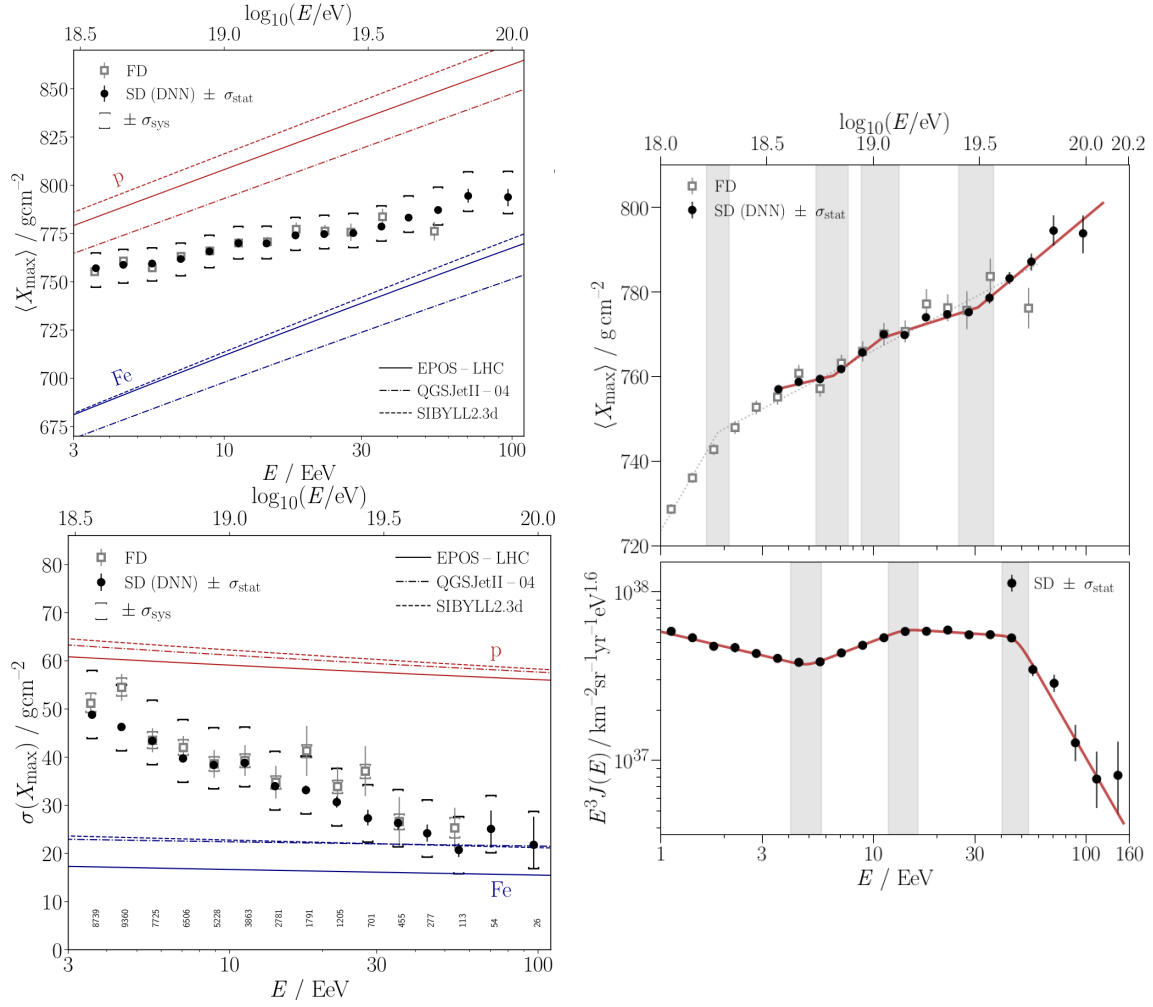 log₁₀(E/eV)
18.5 19.0 19.5 20.0
FD
SD (DNN) ± σstat
± σsys
p
Fe
EPOS – LHC
QGSJetII – 04
SIBYLL2.3d
⟨Xmax⟩ / gcm⁻²
850
825
800
775
750
725
700
675
3 10 30 100
E / EeV
log₁₀(E/eV)
18.5 19.0 19.5 20.0
FD
SD (DNN) ± σstat
± σsys
EPOS – LHC
QGSJetII – 04
SIBYLL2.3d
p
Fe
σ(Xmax) / gcm⁻²
80
70
60
50
40
30
20
10
0
8739 9360 7725 6506 5228 3863 2781 1791 1205 701 455 277 113 54 26
3 10 30 100
E / EeV
log₁₀(E/eV)
18.0 18.5 19.0 19.5 20.0 20.2
FD
SD (DNN) ± σstat
⟨Xmax⟩ / g cm⁻²
800
780
760
740
720
SD ± σstat
E³ J(E) / km⁻²sr⁻¹yr⁻¹eV¹·⁶
10³⁸
10³⁷
1 3 10 30 100 160
E / EeV